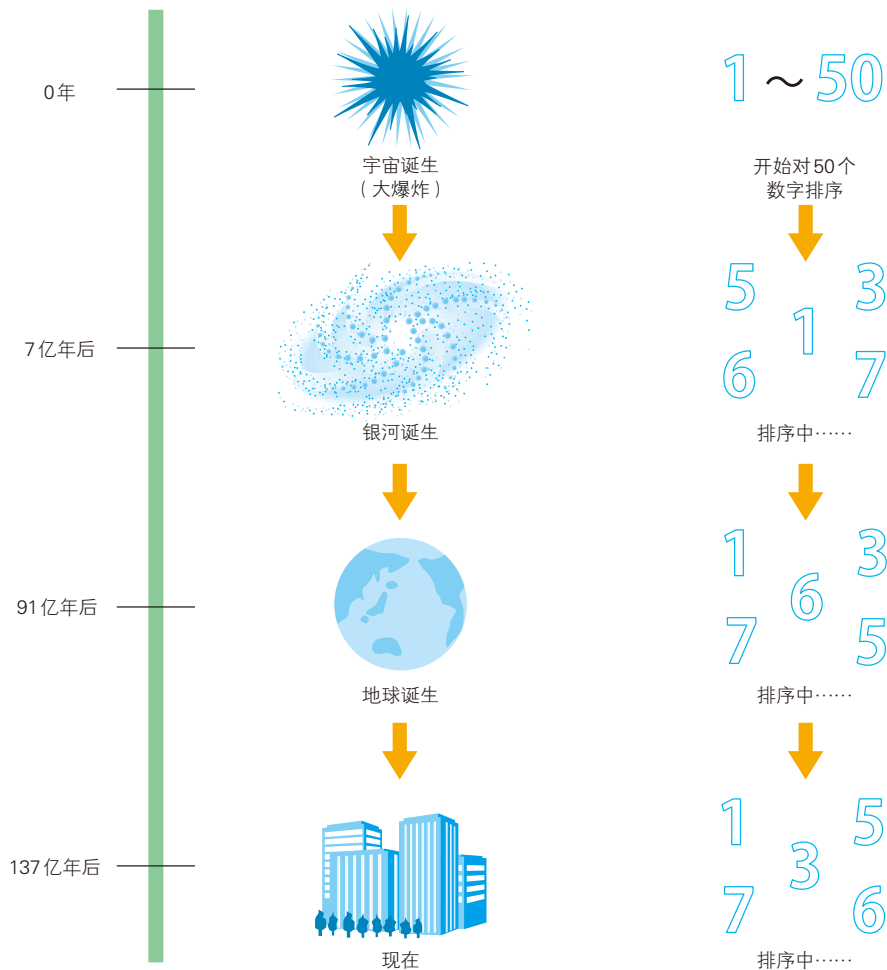 0年
宇宙诞生
（大爆炸）
1～50
开始对50个
数字排序
7亿年后
银河诞生
5 3
1
6 7
排序中……
91亿年后
地球诞生
1 3
6
7 5
排序中……
137亿年后
现在
1 5
3
7 6
排序中……